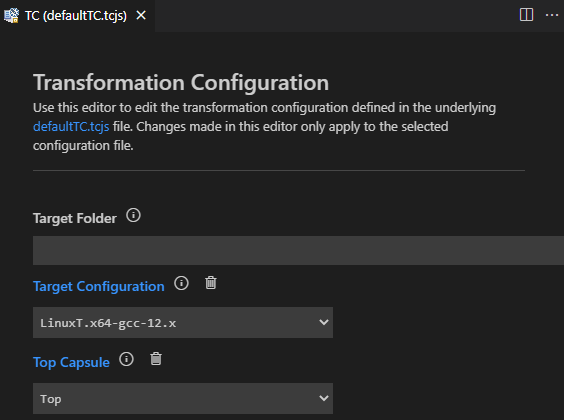 TC (defaultTC.tcjs)
Transformation Configuration
Use this editor to edit the transformation configuration defined in the underlying
defaultTC.tcjs file. Changes made in this editor only apply to the selected
configuration file.
Target Folder
Target Configuration
LinuxT.x64-gcc-12.x
Top Capsule
Top